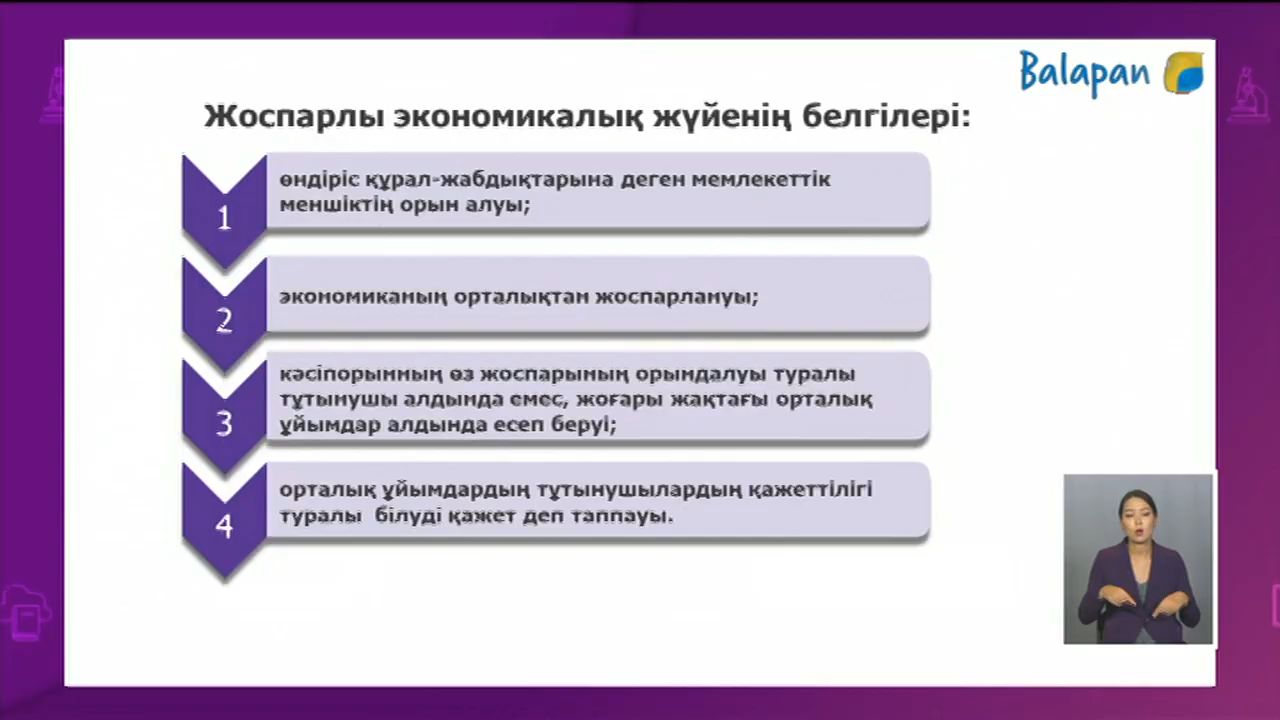 Balapan
Жоспарлы экономикалық жүйенің белгілері:
1
өндіріс құрал-жабдықтарына деген мемлекеттік
меншіктің орын алуы;
2
экономиканың орталықтан жоспарлануы;
3
кәсіпорынның өз жоспарының орындалуы туралы
тұтынушы алдында емес, жоғары жақтағы орталық
ұйымдар алдында есеп беруі;
4
орталық ұйымдардың тұтынушылардың қажеттілігі
туралы  білуді қажет деп таппауы.